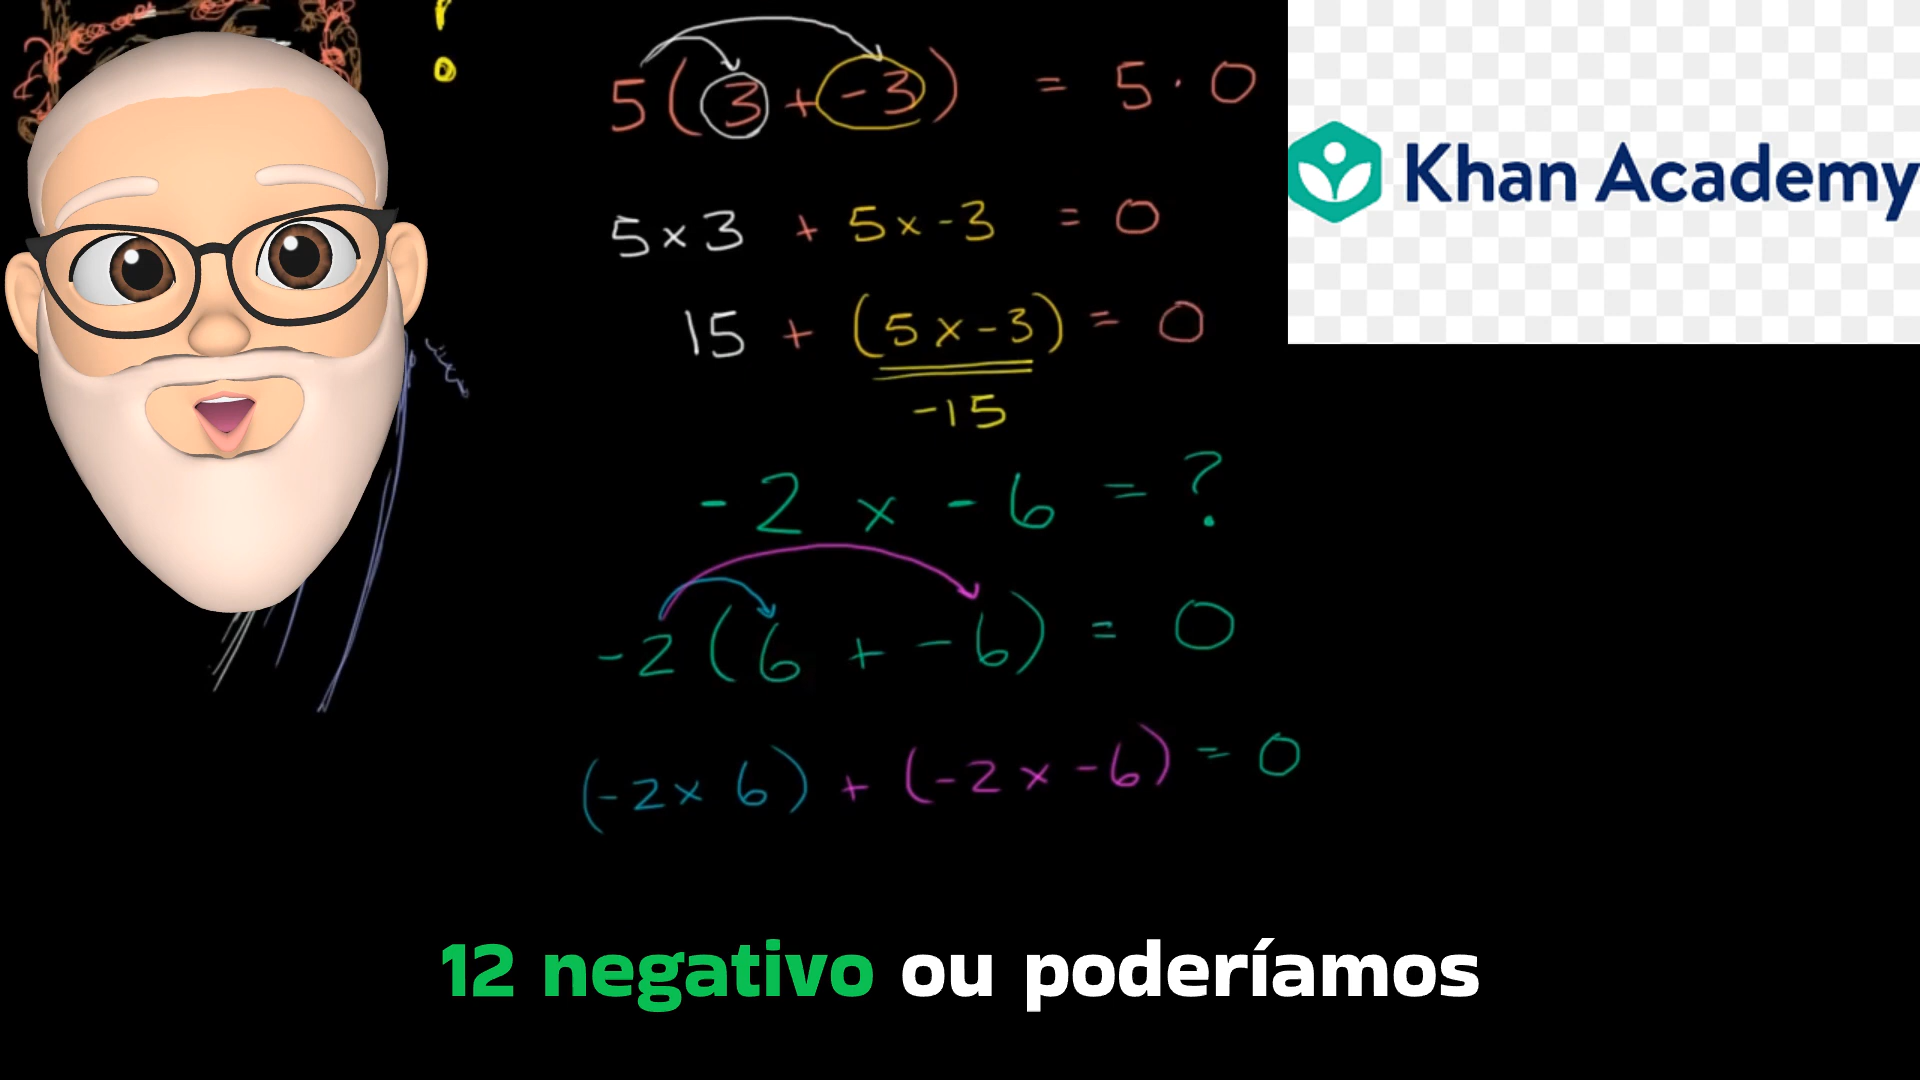 5(3 + -3) = 5 · 0
Khan Academy
5 x 3 + 5 x -3 = 0
15 + (5 x -3) = 0
-15
-2 x -6 = ?
-2(6 + -6) = 0
(-2 x 6) + (-2 x -6) = 0
12 negativo ou poderíamos